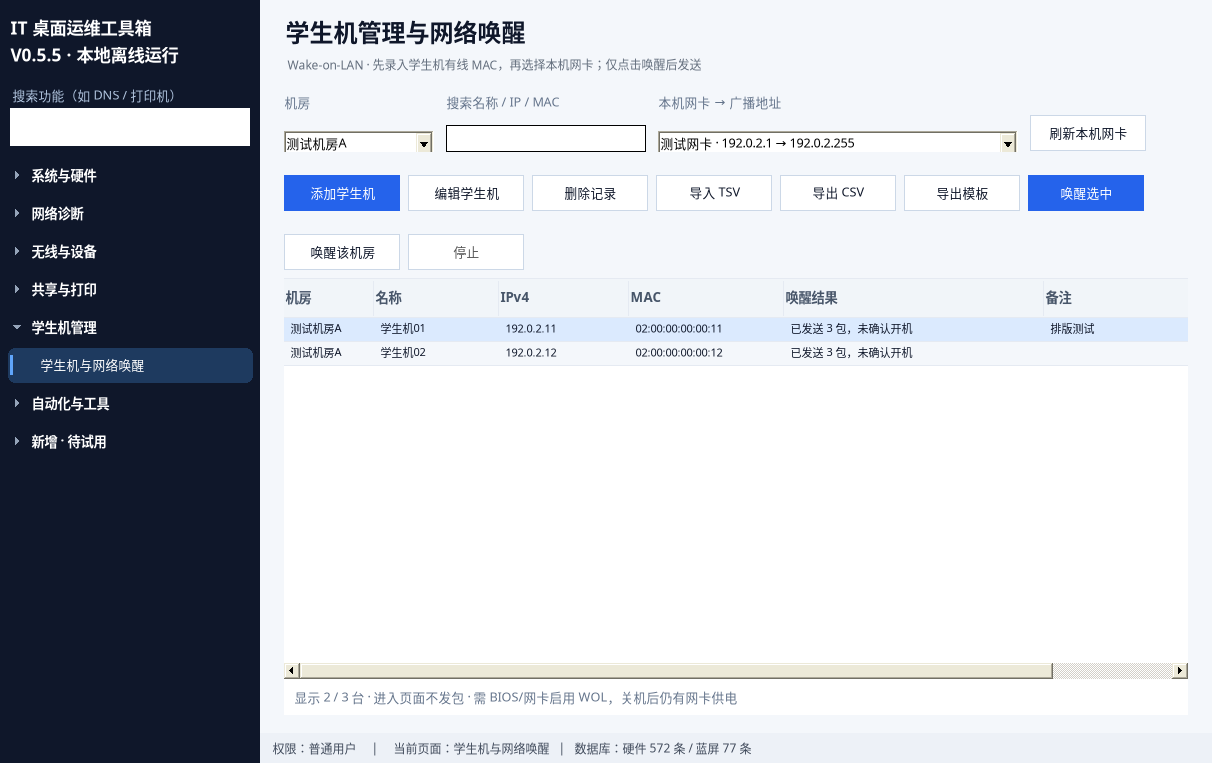 IT 桌面运维工具箱
V0.5.5 · 本地离线运行
搜索功能（如 DNS / 打印机）
系统与硬件
网络诊断
无线与设备
共享与打印
学生机管理
学生机与网络唤醒
自动化与工具
新增 · 待试用
学生机管理与网络唤醒
Wake-on-LAN · 先录入学生机有线 MAC，再选择本机网卡；仅点击唤醒后发送
机房 搜索名称 / IP / MAC 本机网卡 → 广播地址
测试机房A 测试网卡 · 192.0.2.1 → 192.0.2.255 刷新本机网卡
添加学生机 编辑学生机 删除记录 导入 TSV 导出 CSV 导出模板 唤醒选中
唤醒该机房 停止
机房 名称 IPv4 MAC 唤醒结果 备注
测试机房A 学生机01 192.0.2.11 02:00:00:00:00:11 已发送 3 包，未确认开机 排版测试
测试机房A 学生机02 192.0.2.12 02:00:00:00:00:12 已发送 3 包，未确认开机
显示 2 / 3 台 · 进入页面不发包 · 需 BIOS/网卡启用 WOL，关机后仍有网卡供电
权限：普通用户 | 当前页面：学生机与网络唤醒 | 数据库：硬件 572 条 / 蓝屏 77 条